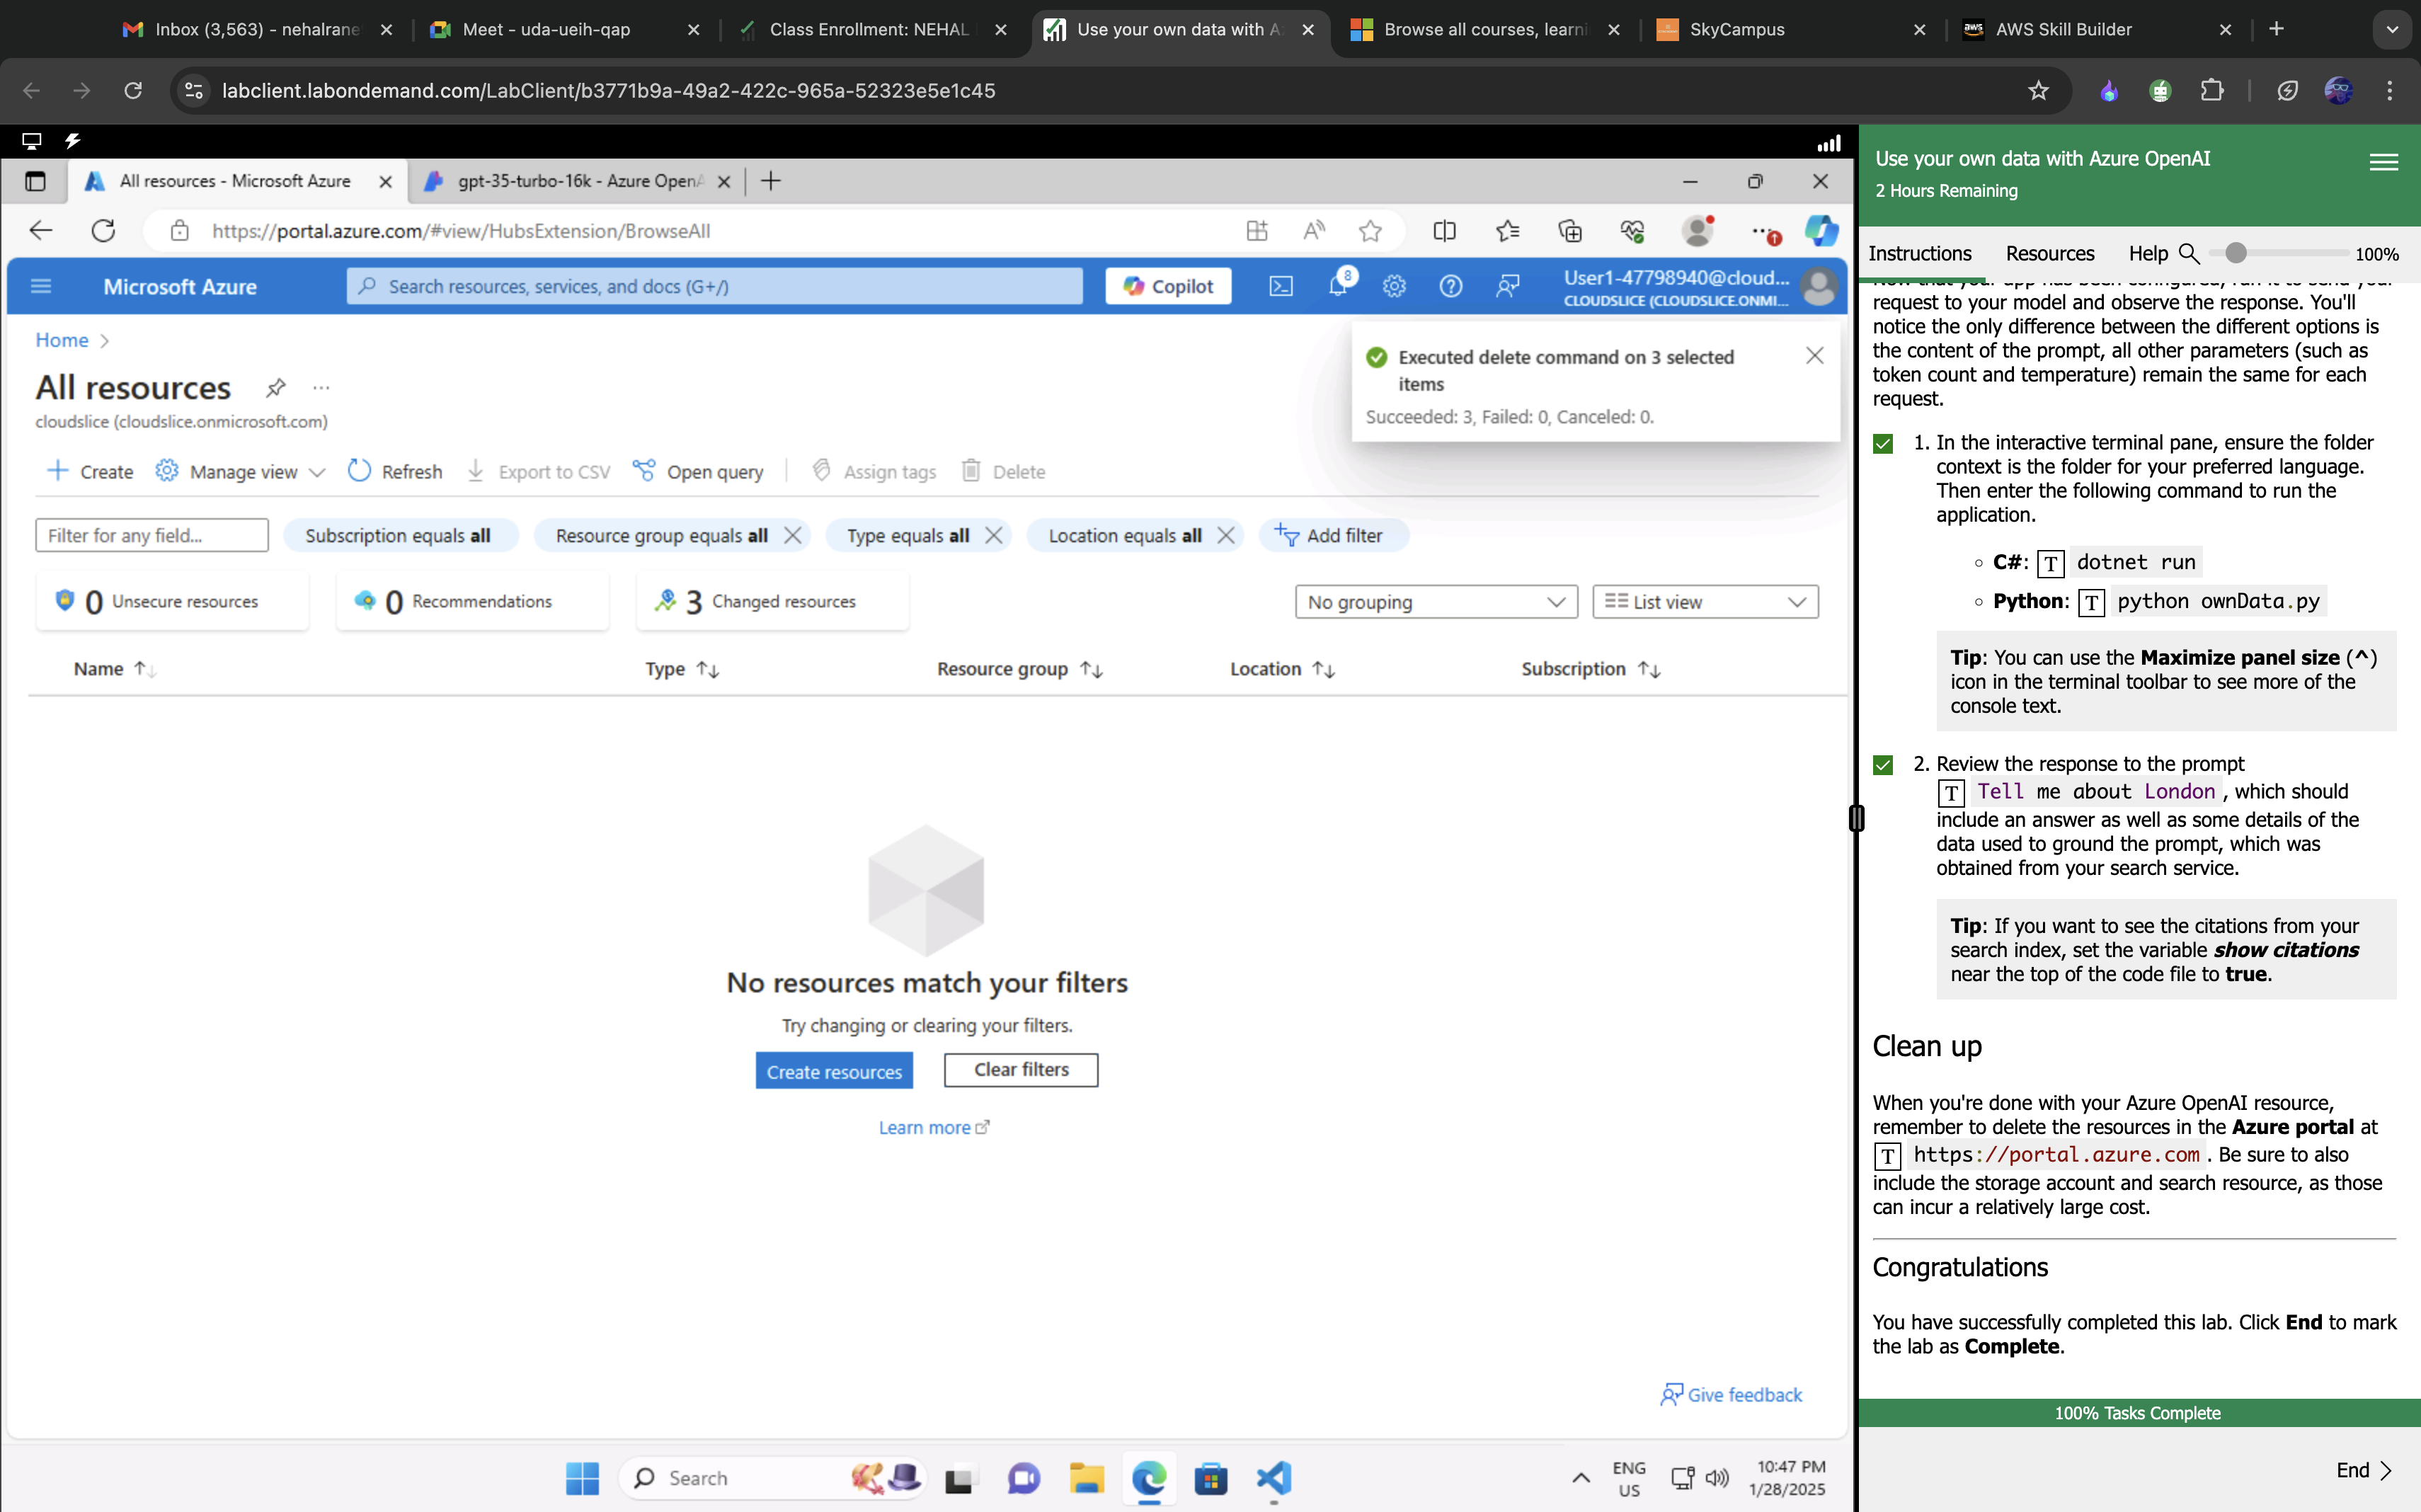 Inbox (3,563) - nehalrane
Meet - uda-ueih-qap
Class Enrollment: NEHAL
Use your own data with A
Browse all courses, learni
SkyCampus
AWS Skill Builder
labclient.labondemand.com/LabClient/b3771b9a-49a2-422c-965a-52323e5e1c45
All resources - Microsoft Azure
gpt-35-turbo-16k - Azure OpenA
https://portal.azure.com/#view/HubsExtension/BrowseAll
Microsoft Azure
Search resources, services, and docs (G+/)
Copilot
8
User1-47798940@cloud...
CLOUDSLICE (CLOUDSLICE.ONMI...
Home
All resources
cloudslice (cloudslice.onmicrosoft.com)
Executed delete command on 3 selected
items
Succeeded: 3, Failed: 0, Canceled: 0.
Create
Manage view
Refresh
Export to CSV
Open query
Assign tags
Delete
Filter for any field...
Subscription equals all
Resource group equals all
Type equals all
Location equals all
Add filter
0 Unsecure resources
0 Recommendations
3 Changed resources
No grouping
List view
Name
Type
Resource group
Location
Subscription
No resources match your filters
Try changing or clearing your filters.
Create resources
Clear filters
Learn more
Give feedback
Search
ENG
US
10:47 PM
1/28/2025
Use your own data with Azure OpenAI
2 Hours Remaining
Instructions
Resources
Help
100%
Now that your app has been configured, run it to send your
request to your model and observe the response. You'll
notice the only difference between the different options is
the content of the prompt, all other parameters (such as
token count and temperature) remain the same for each
request.
1. In the interactive terminal pane, ensure the folder
context is the folder for your preferred language.
Then enter the following command to run the
application.
C#: T dotnet run
Python: T python ownData.py
Tip: You can use the Maximize panel size (^)
icon in the terminal toolbar to see more of the
console text.
2. Review the response to the prompt
T Tell me about London, which should
include an answer as well as some details of the
data used to ground the prompt, which was
obtained from your search service.
Tip: If you want to see the citations from your
search index, set the variable show citations
near the top of the code file to true.
Clean up
When you're done with your Azure OpenAI resource,
remember to delete the resources in the Azure portal at
T https://portal.azure.com. Be sure to also
include the storage account and search resource, as those
can incur a relatively large cost.
Congratulations
You have successfully completed this lab. Click End to mark
the lab as Complete.
100% Tasks Complete
End